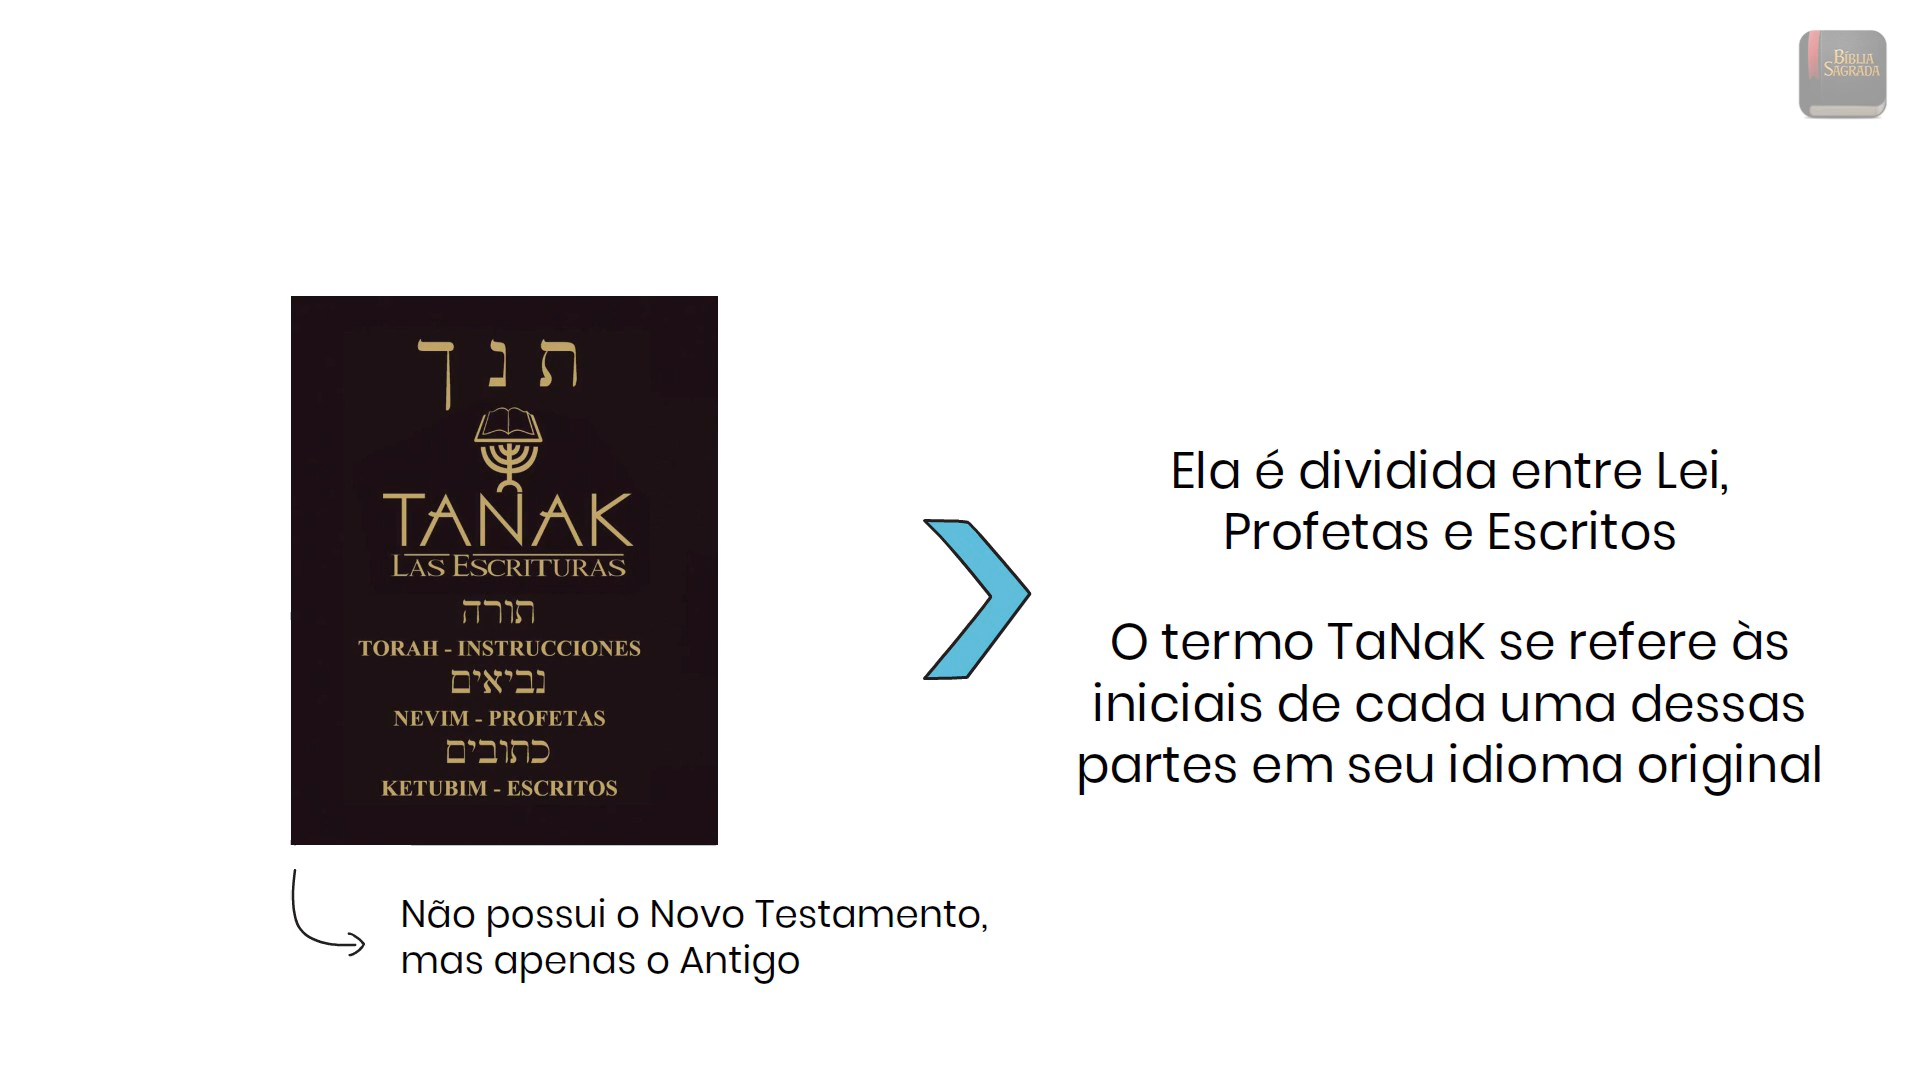 BÍBLIA
SAGRADA
ת נ ך
TANAK
LAS ESCRITURAS
תורה
TORAH - INSTRUCCIONES
נביאים
NEVIM - PROFETAS
כתובים
KETUBIM - ESCRITOS
Ela é dividida entre Lei,
Profetas e Escritos
O termo TaNaK se refere às
iniciais de cada uma dessas
partes em seu idioma original
Não possui o Novo Testamento,
mas apenas o Antigo